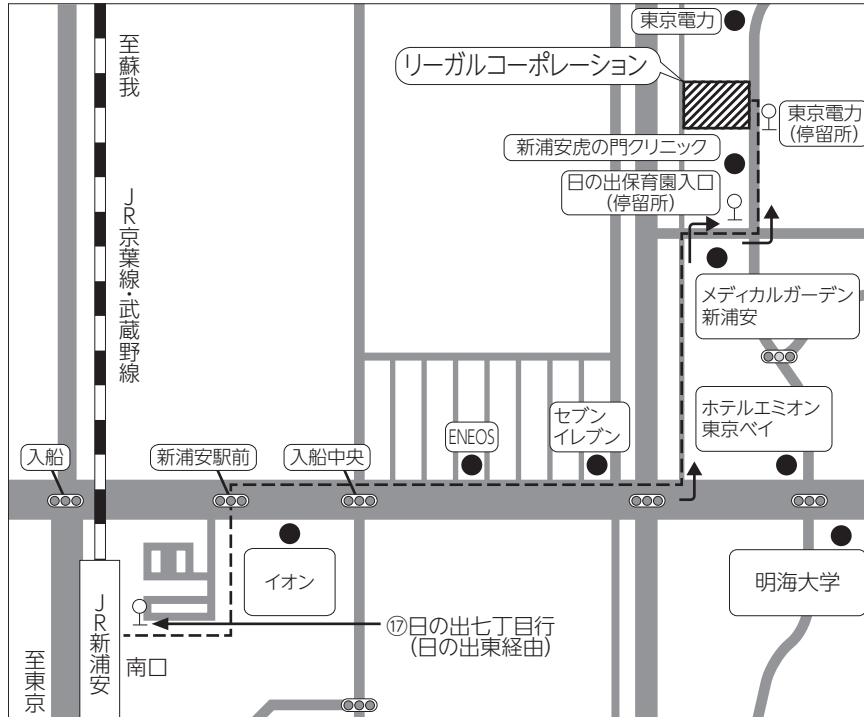 東京電力
リーガルコーポレーション
東京電力
(停留所)
新浦安虎の門クリニック
日の出保育園入口
(停留所)
至蘇我
JR京葉線・武蔵野線
メディカルガーデン
新浦安
ホテルエミオン
東京ベイ
セブン
イレブン
ENEOS
入船
新浦安駅前
入船中央
イオン
明海大学
⑰日の出七丁目行
(日の出東経由)
JR新浦安
南口
至東京